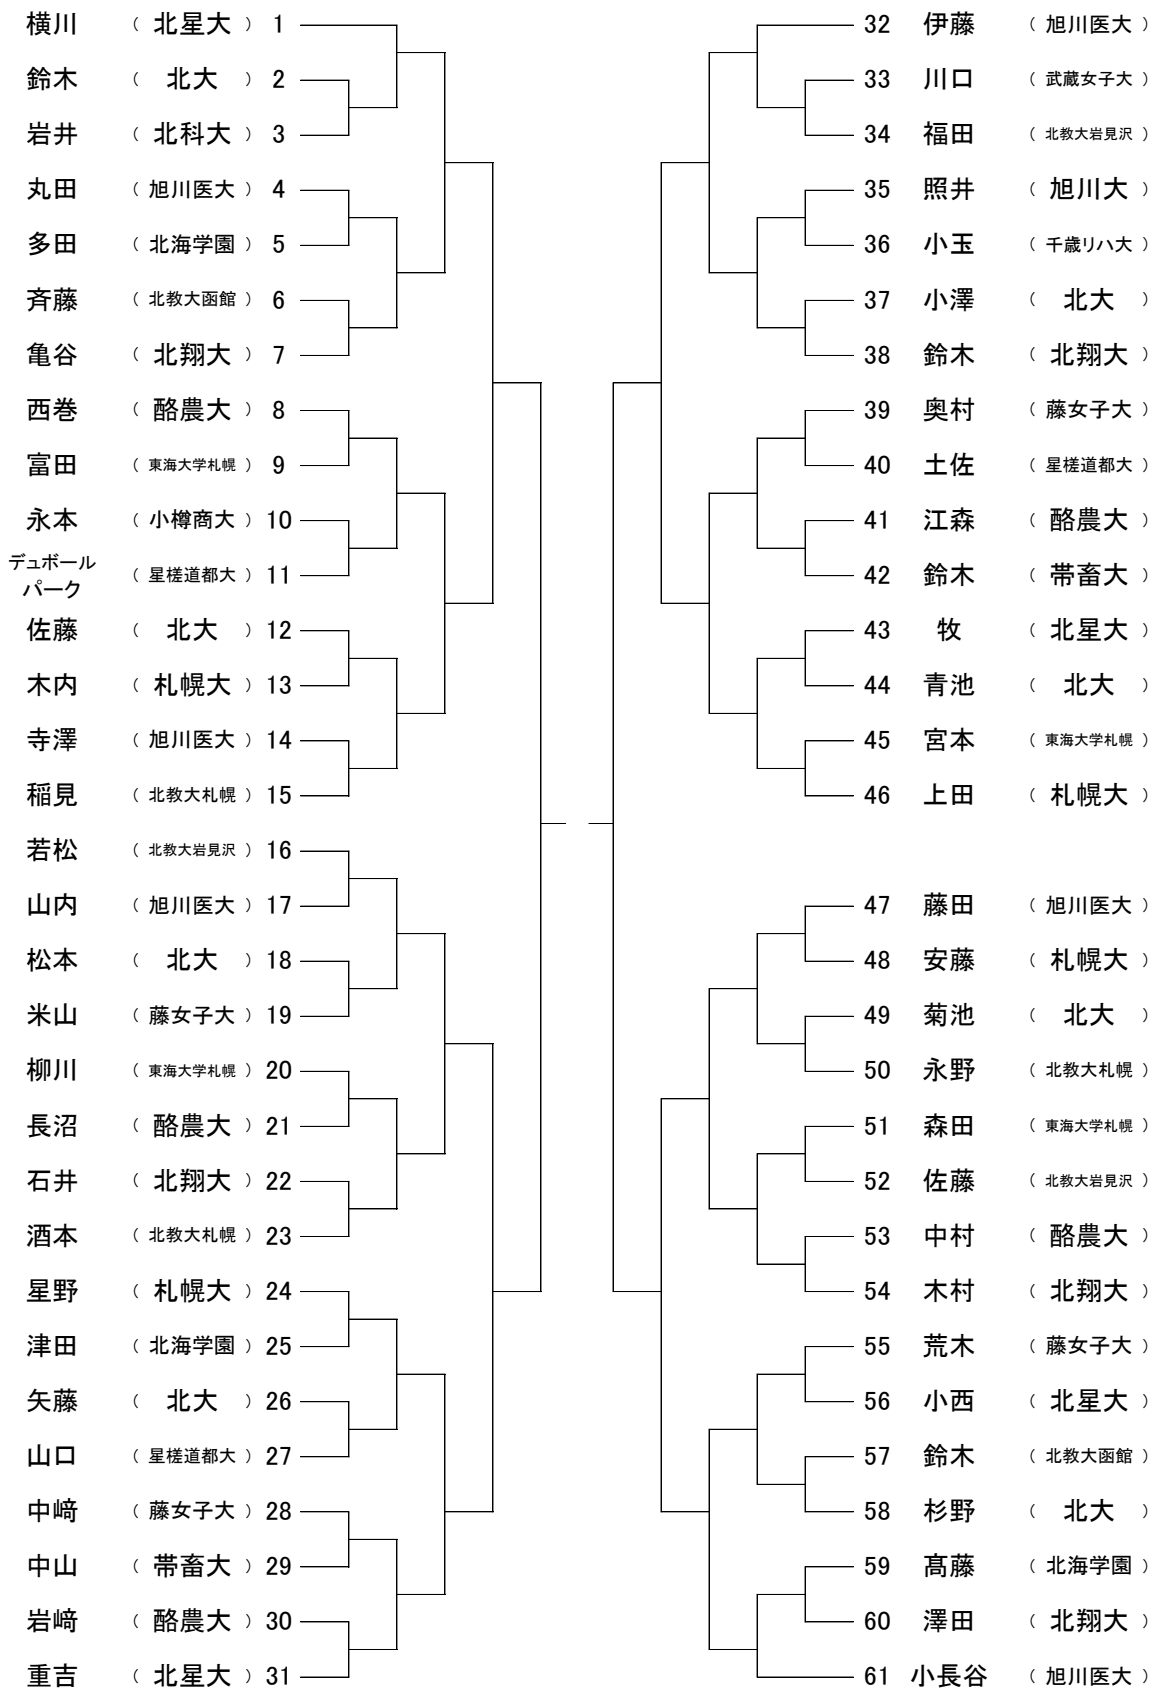 横川 （ 北星大 ） 1
鈴木 （ 北大 ） 2
岩井 （ 北科大 ） 3
丸田 （ 旭川医大 ） 4
多田 （ 北海学園 ） 5
斉藤 （ 北教大函館 ） 6
亀谷 （ 北翔大 ） 7
西巻 （ 酪農大 ） 8
富田 （ 東海大学札幌 ） 9
永本 （ 小樽商大 ） 10
デュボール
パーク （ 星槎道都大 ） 11
佐藤 （ 北大 ） 12
木内 （ 札幌大 ） 13
寺澤 （ 旭川医大 ） 14
稲見 （ 北教大札幌 ） 15
若松 （ 北教大岩見沢 ） 16
山内 （ 旭川医大 ） 17
松本 （ 北大 ） 18
米山 （ 藤女子大 ） 19
柳川 （ 東海大学札幌 ） 20
長沼 （ 酪農大 ） 21
石井 （ 北翔大 ） 22
酒本 （ 北教大札幌 ） 23
星野 （ 札幌大 ） 24
津田 （ 北海学園 ） 25
矢藤 （ 北大 ） 26
山口 （ 星槎道都大 ） 27
中﨑 （ 藤女子大 ） 28
中山 （ 帯畜大 ） 29
岩﨑 （ 酪農大 ） 30
重吉 （ 北星大 ） 31
32 伊藤 （ 旭川医大 ）
33 川口 （ 武蔵女子大 ）
34 福田 （ 北教大岩見沢 ）
35 照井 （ 旭川大 ）
36 小玉 （ 千歳リハ大 ）
37 小澤 （ 北大 ）
38 鈴木 （ 北翔大 ）
39 奥村 （ 藤女子大 ）
40 土佐 （ 星槎道都大 ）
41 江森 （ 酪農大 ）
42 鈴木 （ 帯畜大 ）
43 牧 （ 北星大 ）
44 青池 （ 北大 ）
45 宮本 （ 東海大学札幌 ）
46 上田 （ 札幌大 ）
47 藤田 （ 旭川医大 ）
48 安藤 （ 札幌大 ）
49 菊池 （ 北大 ）
50 永野 （ 北教大札幌 ）
51 森田 （ 東海大学札幌 ）
52 佐藤 （ 北教大岩見沢 ）
53 中村 （ 酪農大 ）
54 木村 （ 北翔大 ）
55 荒木 （ 藤女子大 ）
56 小西 （ 北星大 ）
57 鈴木 （ 北教大函館 ）
58 杉野 （ 北大 ）
59 髙藤 （ 北海学園 ）
60 澤田 （ 北翔大 ）
61 小長谷 （ 旭川医大 ）